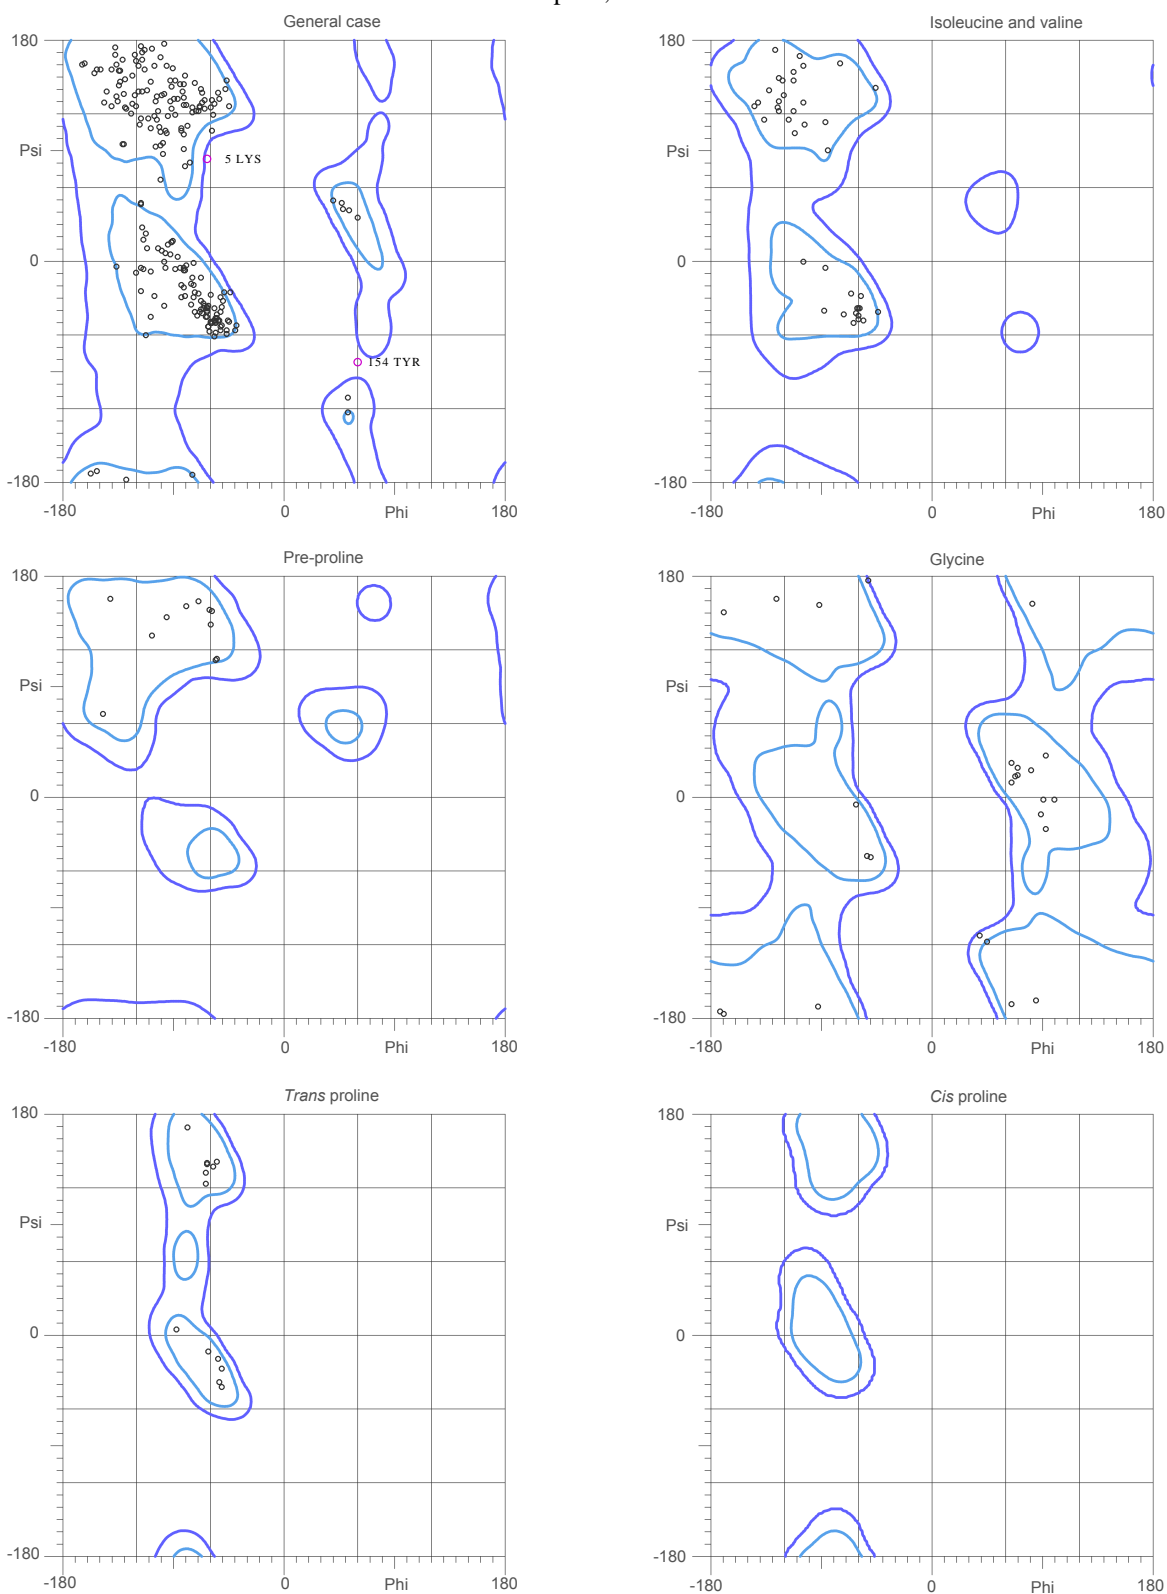 General case
180
Psi
0
-180
-180
0
Phi
180
5 LYS
154 TYR
Isoleucine and valine
180
Psi
0
-180
-180
0
Phi
180
Pre-proline
180
Psi
0
-180
-180
0
Phi
180
Glycine
180
Psi
0
-180
-180
0
Phi
180
Trans proline
180
Psi
0
-180
-180
0
Phi
180
Cis proline
180
Psi
0
-180
-180
0
Phi
180